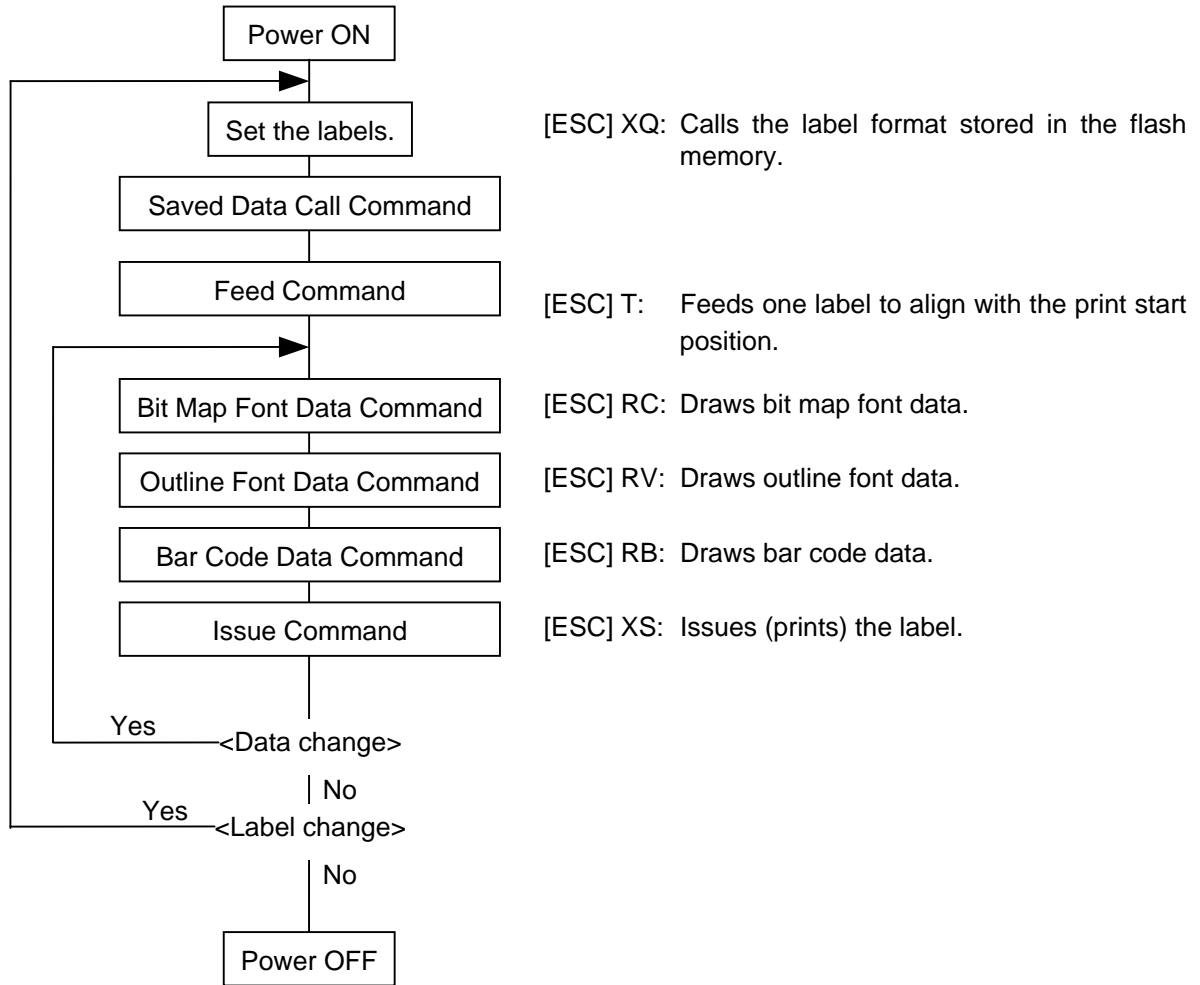 Power ON
Set the labels.
[ESC] XQ: Calls the label format stored in the flash
memory.
Saved Data Call Command
Feed Command
[ESC] T: Feeds one label to align with the print start
position.
Bit Map Font Data Command
[ESC] RC: Draws bit map font data.
Outline Font Data Command
[ESC] RV: Draws outline font data.
Bar Code Data Command
[ESC] RB: Draws bar code data.
Issue Command
[ESC] XS: Issues (prints) the label.
Yes
<Data change>
No
Yes
<Label change>
No
Power OFF